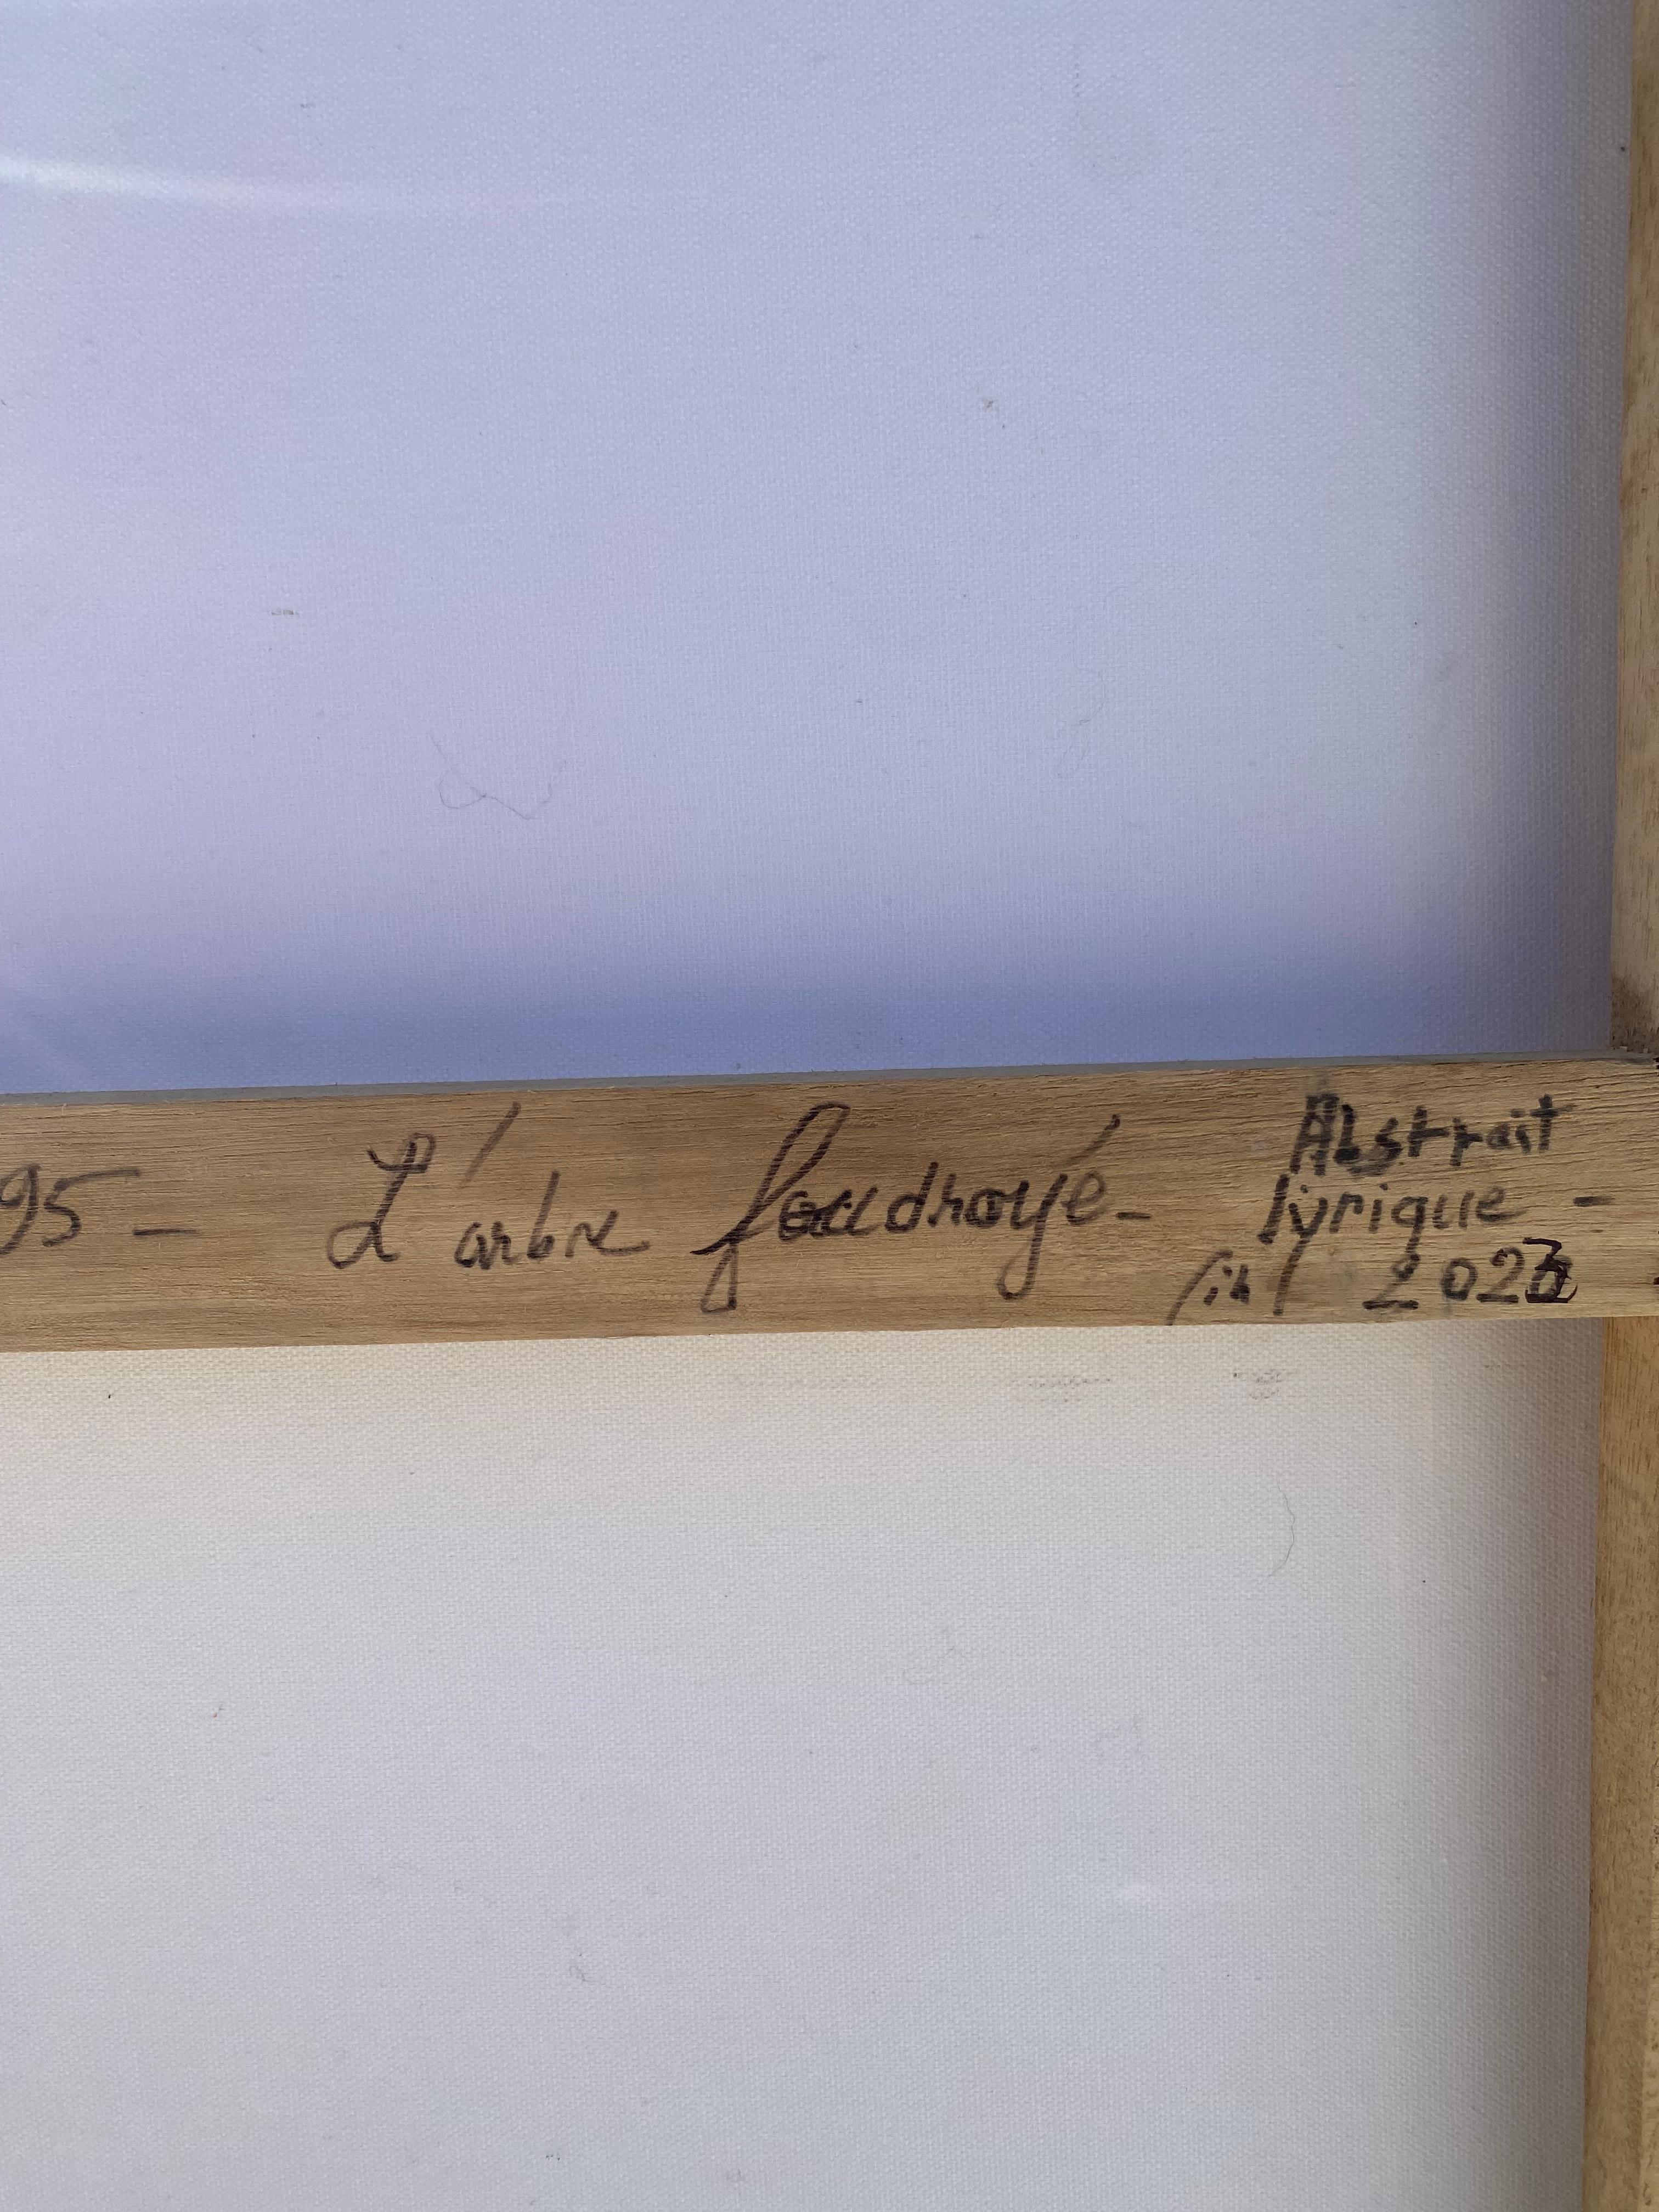 95 - L'arbre foudroyé -
Abstrait
lyrique -
2023